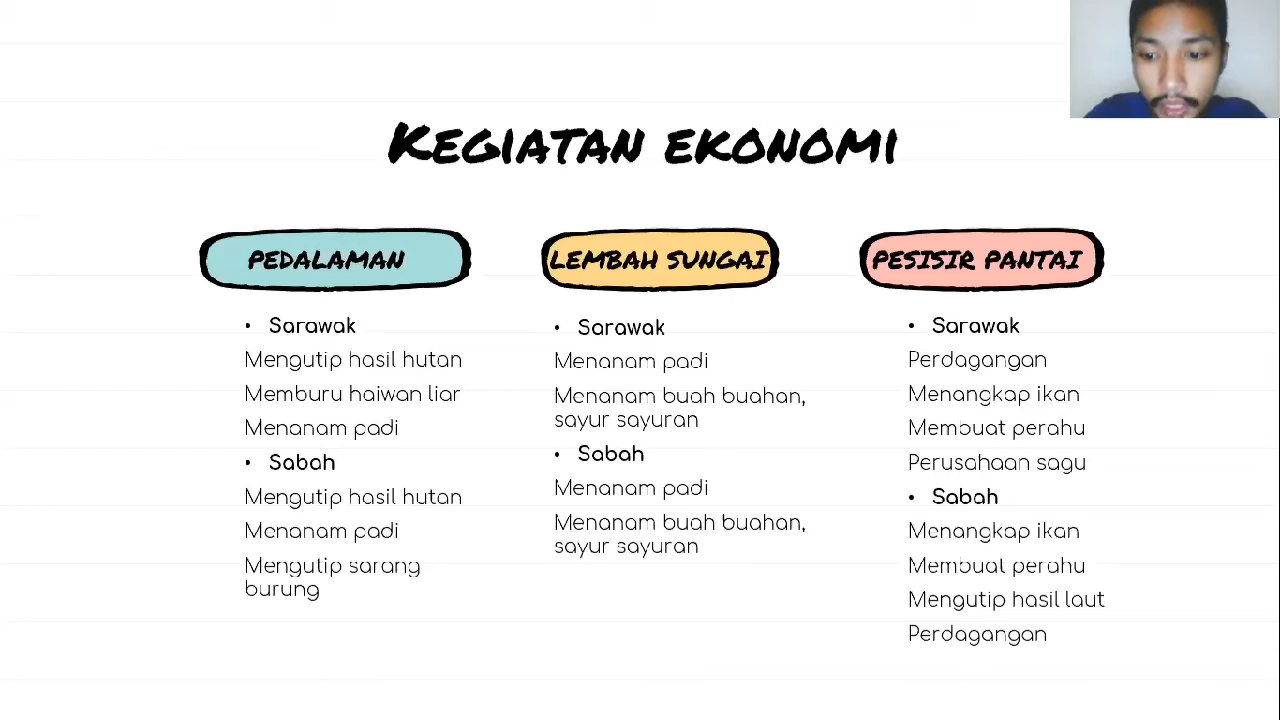 KEGIATAN EKONOMI
PEDALAMAN
• Sarawak
Mengutip hasil hutan
Memburu haiwan liar
Menanam padi
• Sabah
Mengutip hasil hutan
Menanam padi
Mengutip sarang
burung
LEMBAH SUNGAI
• Sarawak
Menanam padi
Menanam buah buahan,
sayur sayuran
• Sabah
Menanam padi
Menanam buah buahan,
sayur sayuran
PESISIR PANTAI
• Sarawak
Perdagangan
Menangkap ikan
Membuat perahu
Perusahaan sagu
• Sabah
Menangkap ikan
Membuat perahu
Mengutip hasil laut
Perdagangan